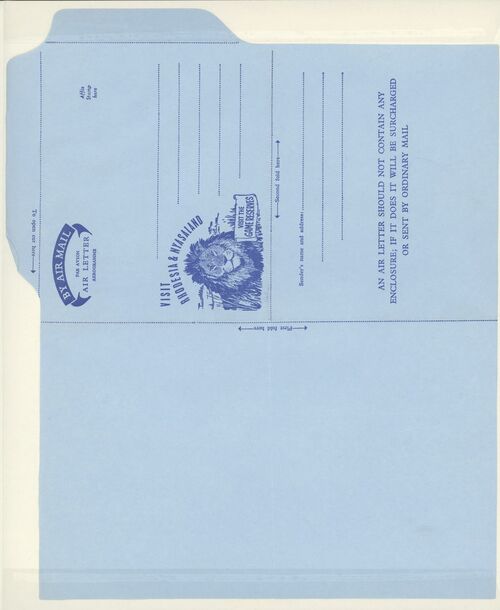 To open cut here
Affix
Stamp
here
BY AIR MAIL
PAR AVION
AIR LETTER
AEROGRAMME
VISIT
RHODESIA & NYASALAND
VISIT THE
GAME RESERVES
Second fold here
Sender's name and address:
AN AIR LETTER SHOULD NOT CONTAIN ANY
ENCLOSURE; IF IT DOES IT WILL BE SURCHARGED
OR SENT BY ORDINARY MAIL
First fold here